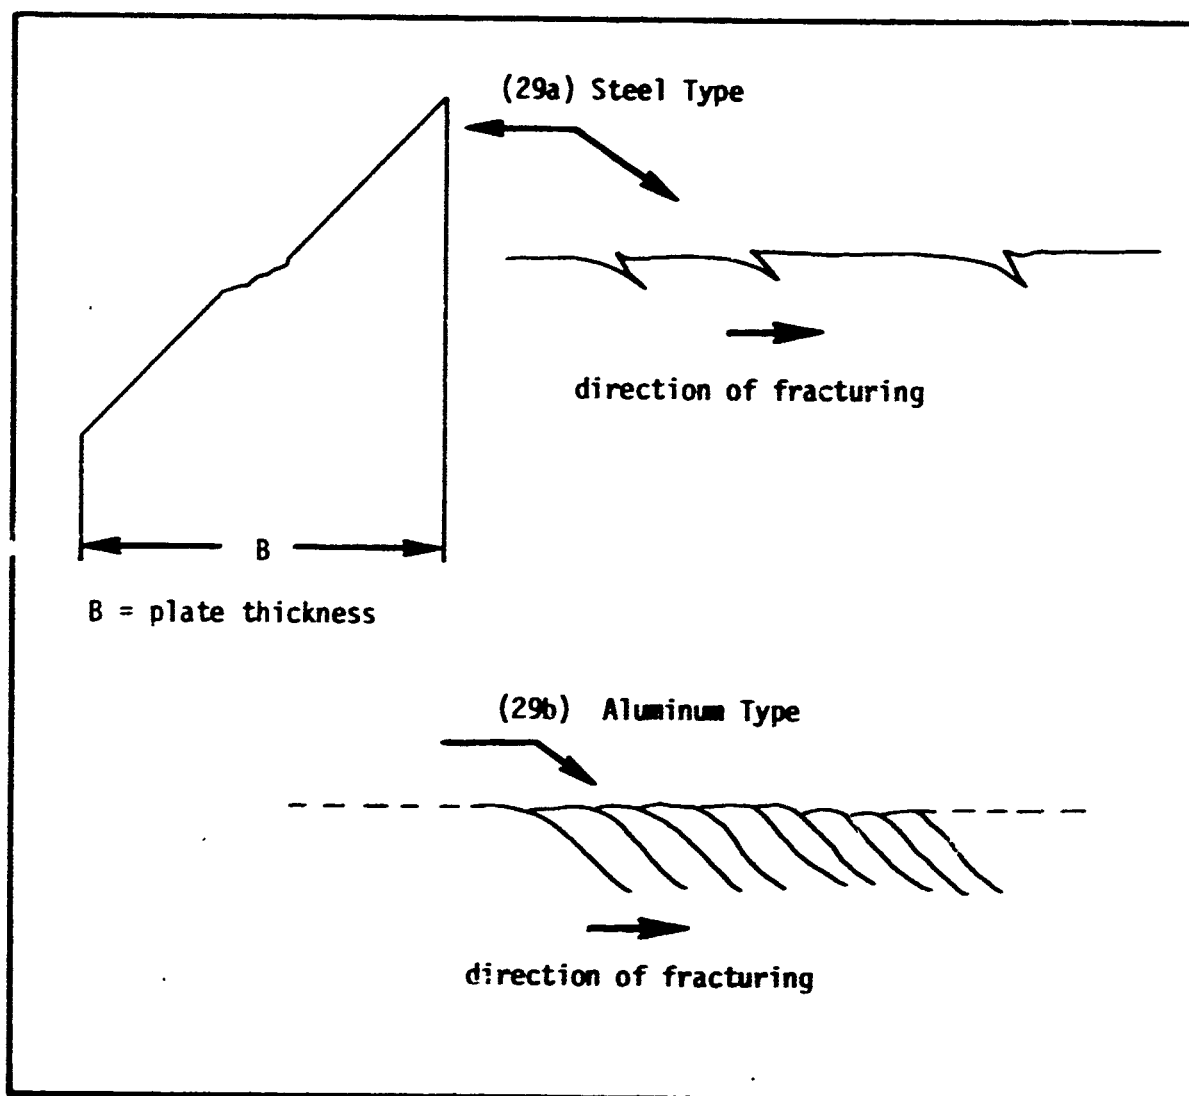 (29a) Steel Type
direction of fracturing
B
B = plate thickness
(29b) Aluminum Type
direction of fracturing